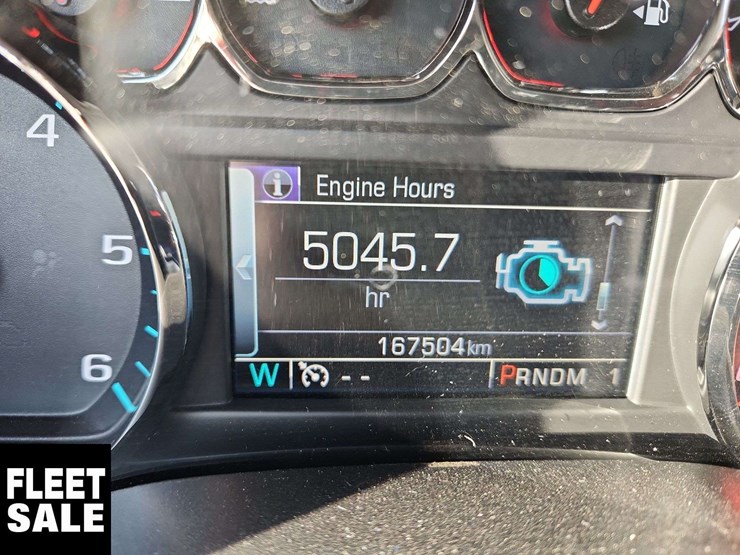 4
5
6
Engine Hours
5045.7
hr
167504km
W -- PRNDM 1
FLEET
SALE